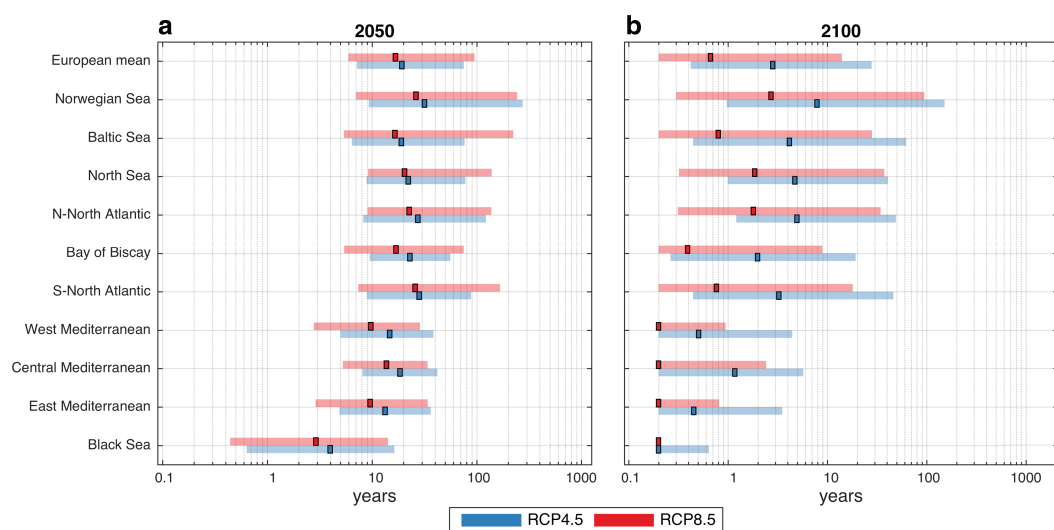 a
2050
b
2100
European mean
Norwegian Sea
Baltic Sea
North Sea
N-North Atlantic
Bay of Biscay
S-North Atlantic
West Mediterranean
Central Mediterranean
East Mediterranean
Black Sea
0.1 1 10 100 1000
0.1 1 10 100 1000
years
years
RCP4.5 RCP8.5